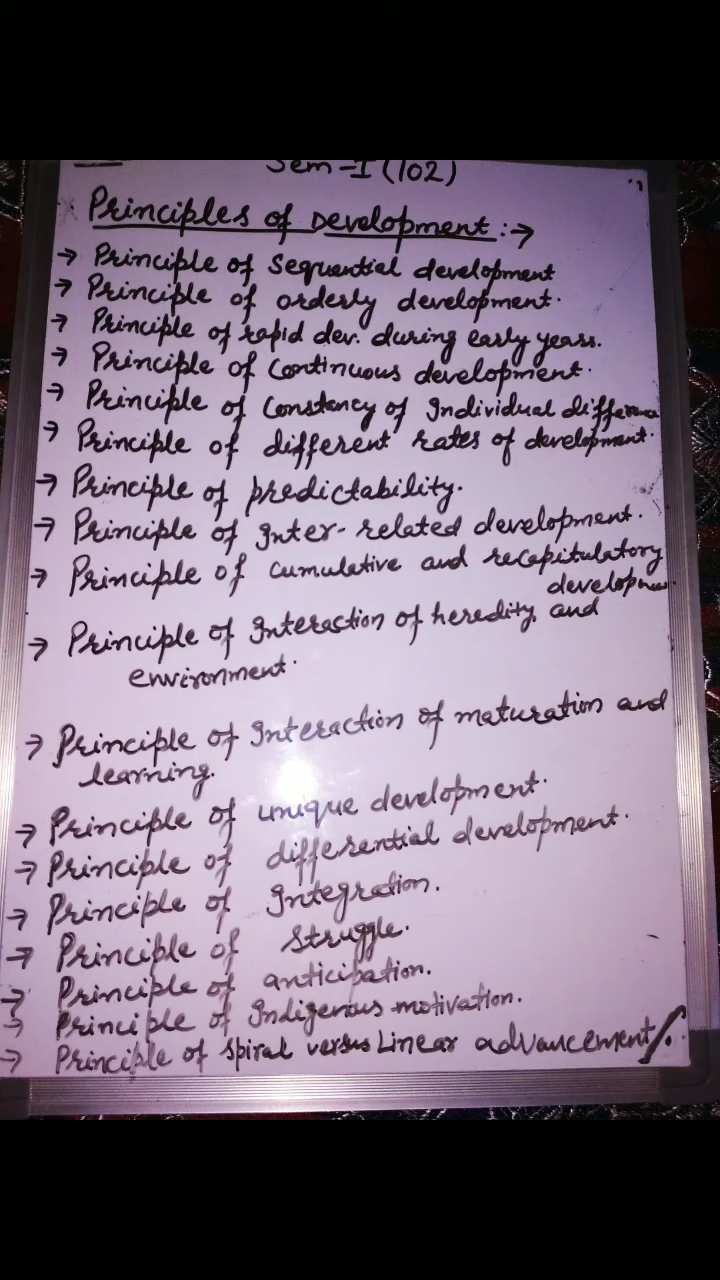 Sem-I (102)
Principles of Development :→
→ Principle of Sequential development
→ Principle of orderly development.
→ Principle of rapid dev. during early years.
→ Principle of Continuous development.
→ Principle of Constancy of Individual difference
→ Principle of different rates of development.
→ Principle of predictability.
→ Principle of Inter-related development.
→ Principle of cumulative and recapitulatory
development.
→ Principle of Interaction of heredity and
environment.
→ Principle of Interaction of maturation and
learning.
→ Principle of unique development.
→ Principle of differential development.
→ Principle of Integration.
→ Principle of Struggle.
→ Principle of anticipation.
→ Principle of Indigenous motivation.
→ Principle of Spiral versus Linear advancement/.